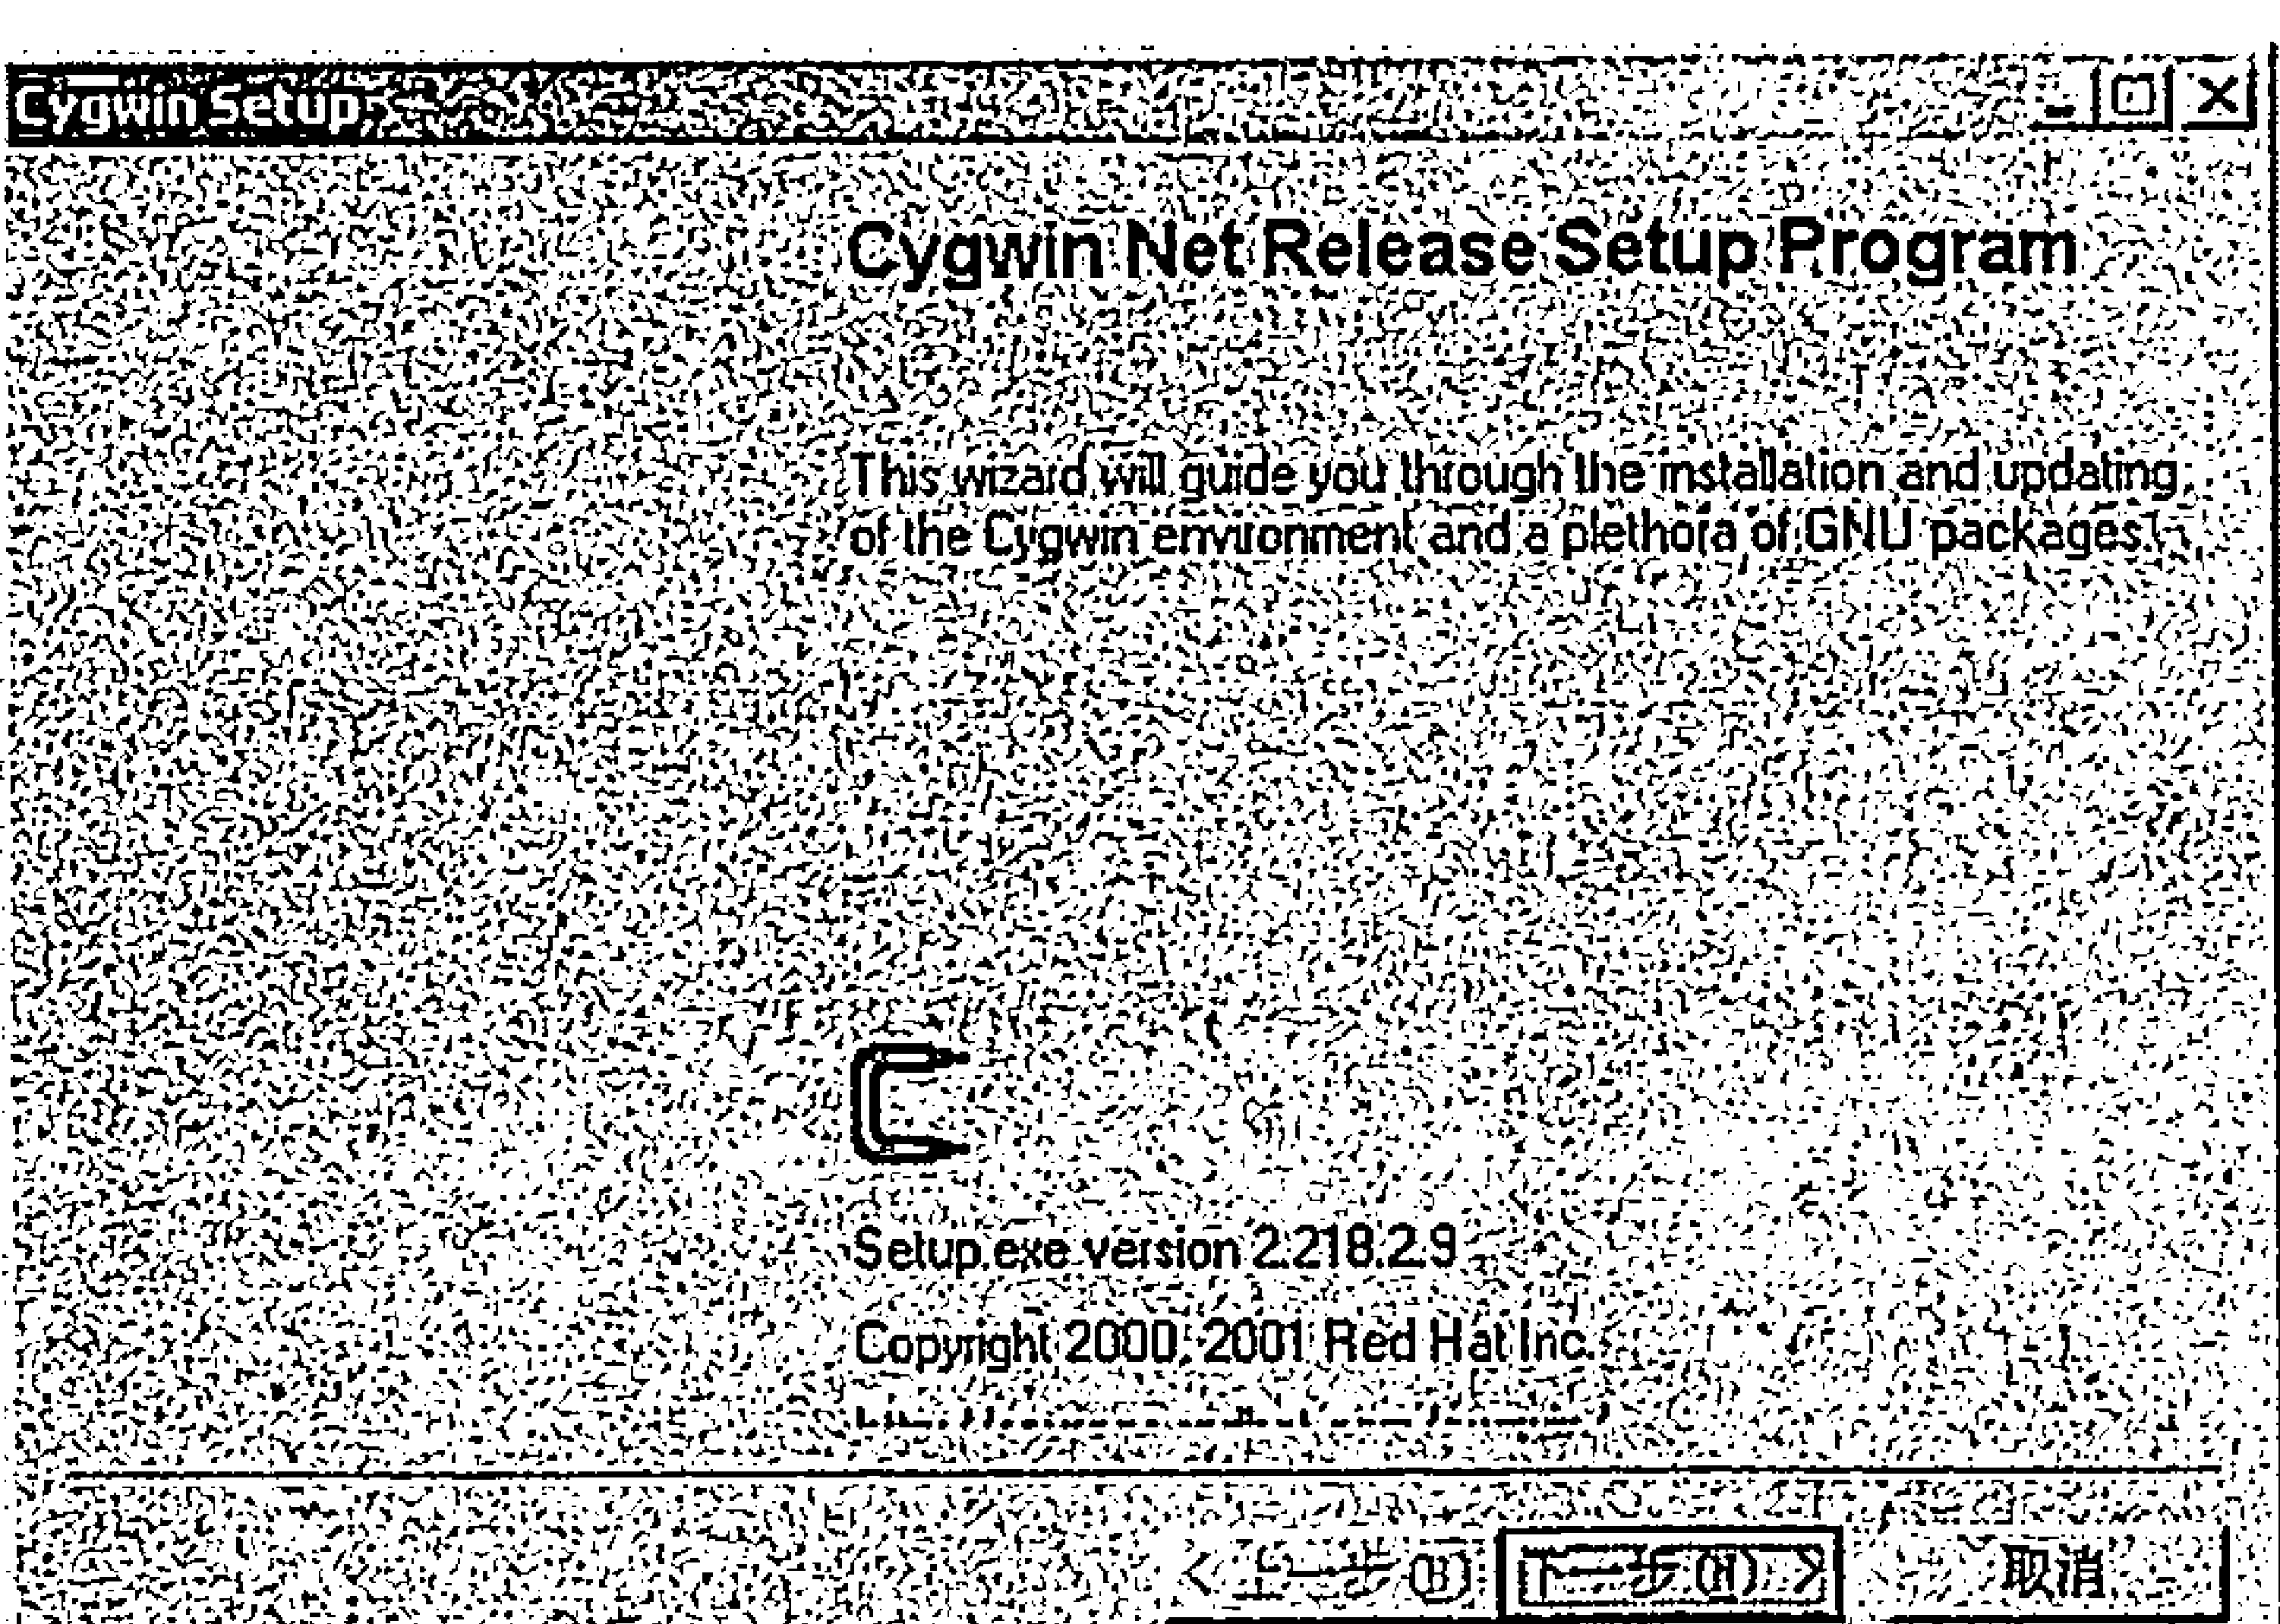 Cygwin Setup
Cygwin Net Release Setup Program
This wizard will guide you through the installation and updating
of the Cygwin environment and a plethora of GNU packages.
Setup.exe version 2.218.2.9
Copyright 2000, 2001 Red Hat Inc.
< 上一步(B) 下一步(N) > 取消